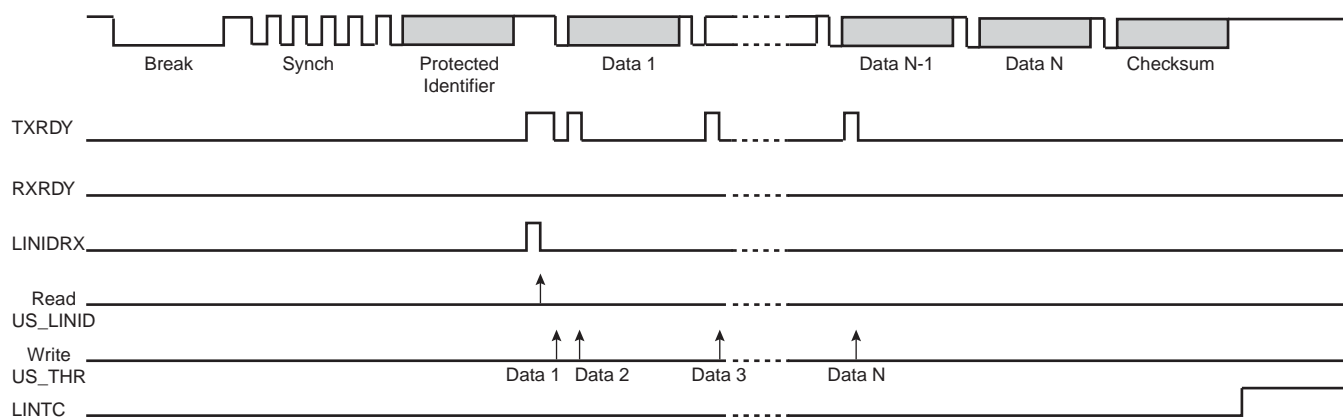 Break
Synch
Protected
Identifier
Data 1
Data N-1
Data N
Checksum
TXRDY
RXRDY
LINIDRX
Read
US_LINID
Write
US_THR
Data 1
Data 2
Data 3
Data N
LINTC